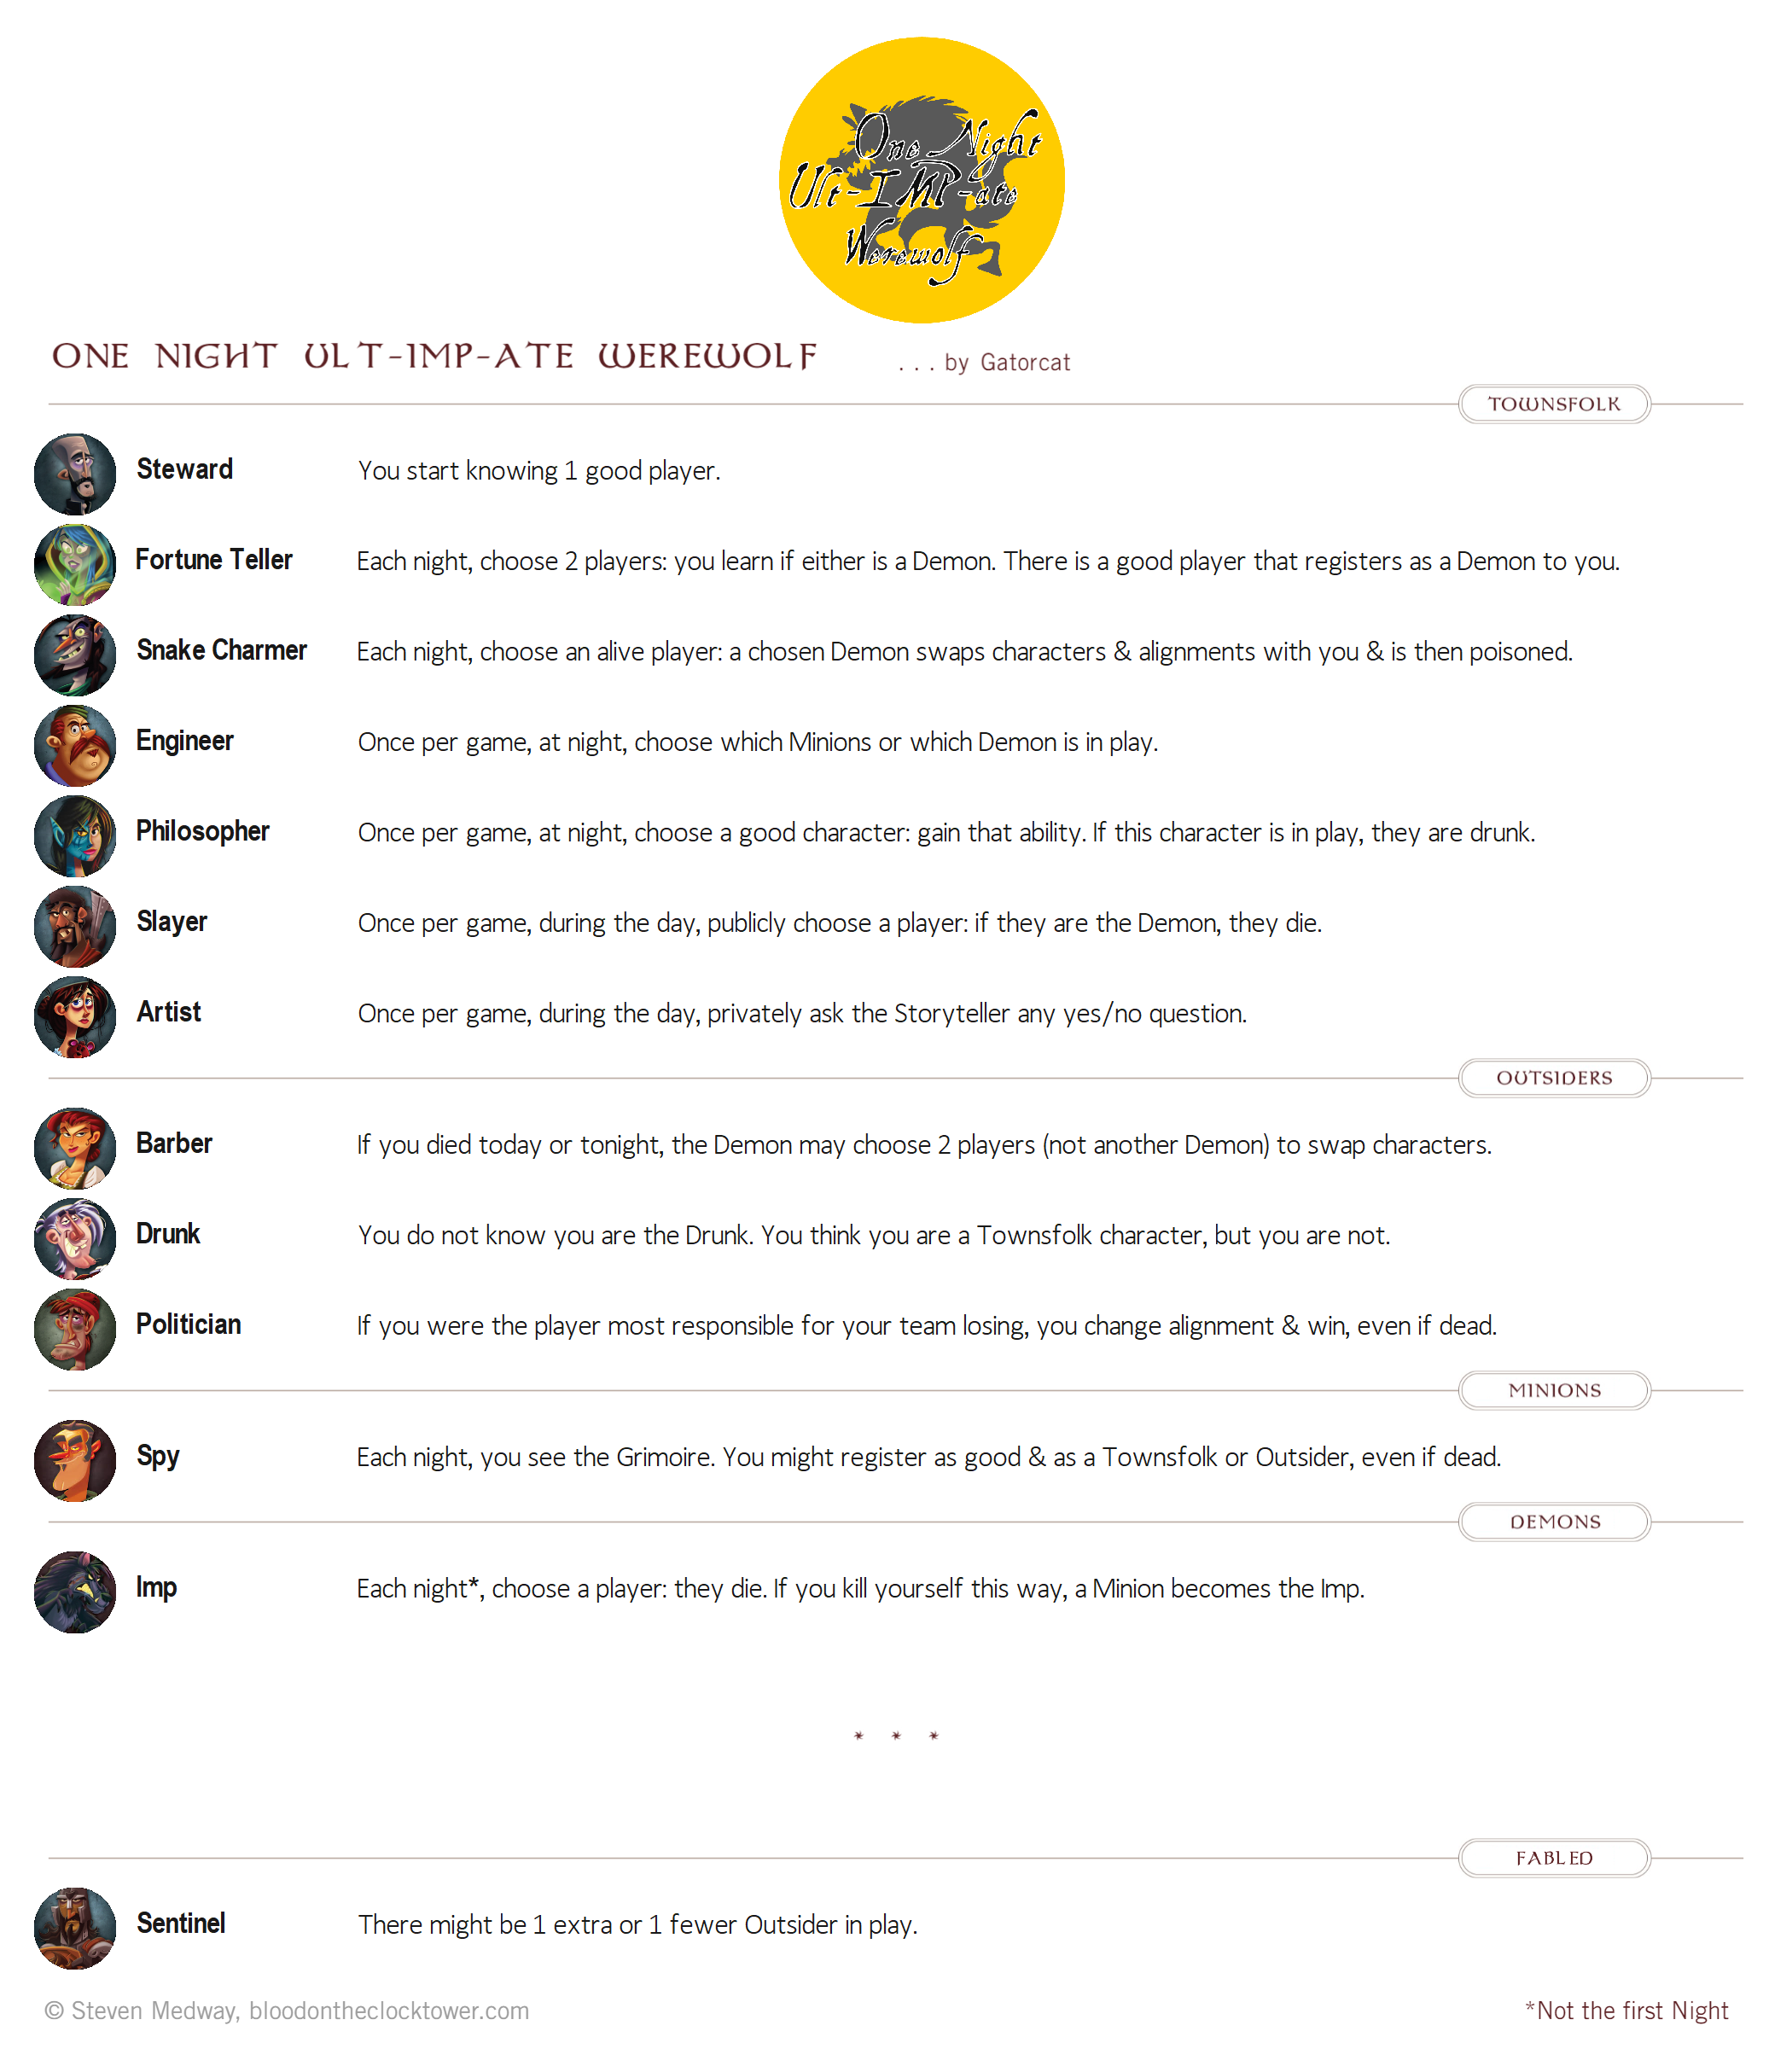 One Night
Ult-IMP-ate
Werewolf
ONE NIGHT ULT-IMP-ATE WEREWOLF ... by Gatorcat
TOWNSFOLK
Steward You start knowing 1 good player.
Fortune Teller Each night, choose 2 players: you learn if either is a Demon. There is a good player that registers as a Demon to you.
Snake Charmer Each night, choose an alive player: a chosen Demon swaps characters & alignments with you & is then poisoned.
Engineer Once per game, at night, choose which Minions or which Demon is in play.
Philosopher Once per game, at night, choose a good character: gain that ability. If this character is in play, they are drunk.
Slayer Once per game, during the day, publicly choose a player: if they are the Demon, they die.
Artist Once per game, during the day, privately ask the Storyteller any yes/no question.
OUTSIDERS
Barber If you died today or tonight, the Demon may choose 2 players (not another Demon) to swap characters.
Drunk You do not know you are the Drunk. You think you are a Townsfolk character, but you are not.
Politician If you were the player most responsible for your team losing, you change alignment & win, even if dead.
MINIONS
Spy Each night, you see the Grimoire. You might register as good & as a Townsfolk or Outsider, even if dead.
DEMONS
Imp Each night*, choose a player: they die. If you kill yourself this way, a Minion becomes the Imp.
* * *
FABLED
Sentinel There might be 1 extra or 1 fewer Outsider in play.
© Steven Medway, bloodontheclocktower.com *Not the first Night